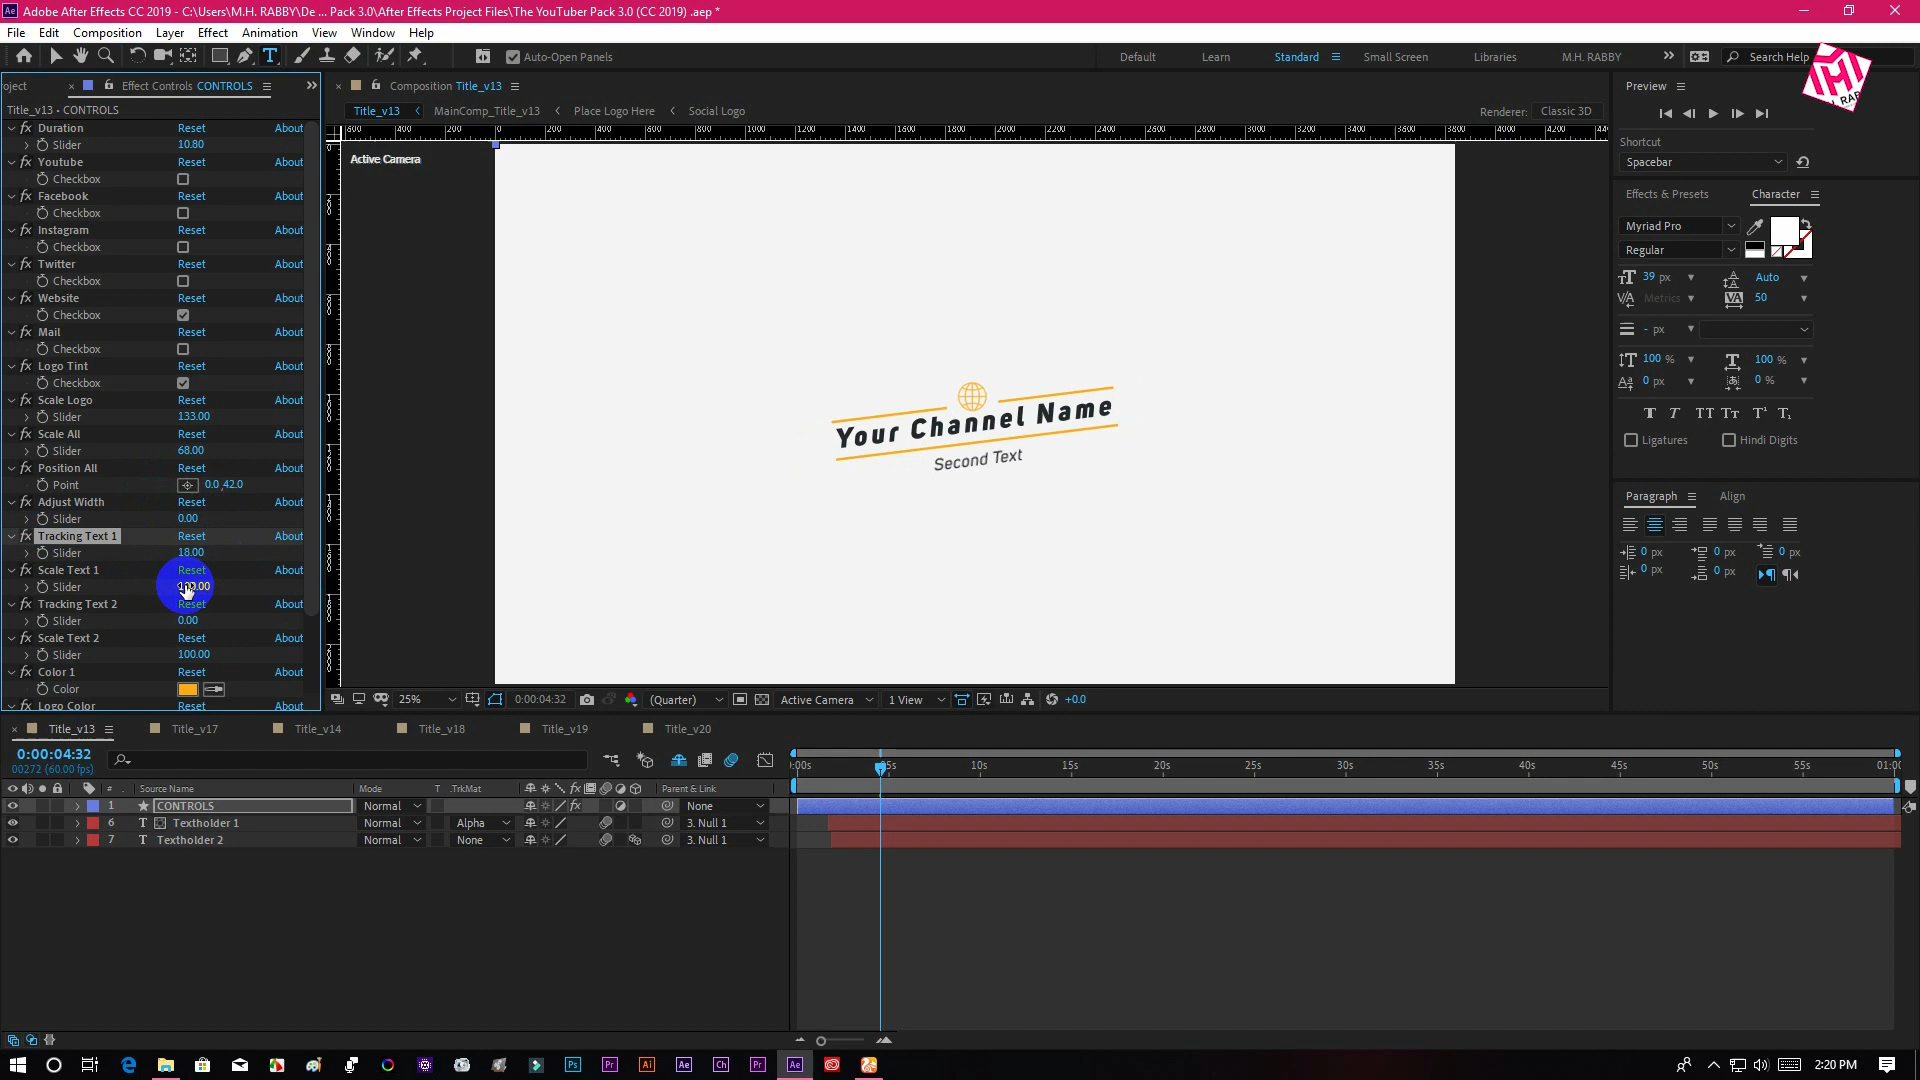 Adobe After Effects CC 2019 - C:\Users\M.H. RABBY\De ... Pack 3.0\After Effects Project Files\The YouTuber Pack 3.0 (CC 2019) .aep *
File Edit Composition Layer Effect Animation View Window Help
Auto-Open Panels Default Learn Standard Small Screen Libraries M.H. RABBY Search Help
oject Effect Controls CONTROLS
Title_v13 • CONTROLS
Duration Reset About
Slider 10.80
Youtube Reset About
Checkbox
Facebook Reset About
Checkbox
Instagram Reset About
Checkbox
Twitter Reset About
Checkbox
Website Reset About
Checkbox
Mail Reset About
Checkbox
Logo Tint Reset About
Checkbox
Scale Logo Reset About
Slider 133.00
Scale All Reset About
Slider 68.00
Position All Reset About
Point 0.0 ,42.0
Adjust Width Reset About
Slider 0.00
Tracking Text 1 Reset About
Slider 18.00
Scale Text 1 Reset About
Slider
Tracking Text 2 Reset About
Slider 0.00
Scale Text 2 Reset About
Slider 100.00
Color 1 Reset About
Color
Logo Color Reset About
Composition Title_v13
Title_v13 MainComp_Title_v13 Place Logo Here Social Logo Renderer: Classic 3D
Active Camera
Your Channel Name
Second Text
25% 0:00:04:32 (Quarter) Active Camera 1 View +0.0
Preview
Shortcut
Spacebar
Effects & Presets Character
Myriad Pro
Regular
39 px Auto
Metrics 50
- px
100 % 100 %
0 px 0 %
Ligatures Hindi Digits
Paragraph Align
0 px 0 px 0 px
0 px 0 px
Title_v13 Title_v17 Title_v14 Title_v18 Title_v19 Title_v20
0:00:04:32
00272 (60.00 fps)
:00s 05s 10s 15s 20s 25s 30s 35s 40s 45s 50s 55s 01:00
# Source Name Mode T .TrkMat Parent & Link
1 CONTROLS Normal None
6 T Textholder 1 Normal Alpha 3. Null 1
7 T Textholder 2 Normal None 3. Null 1
2:20 PM